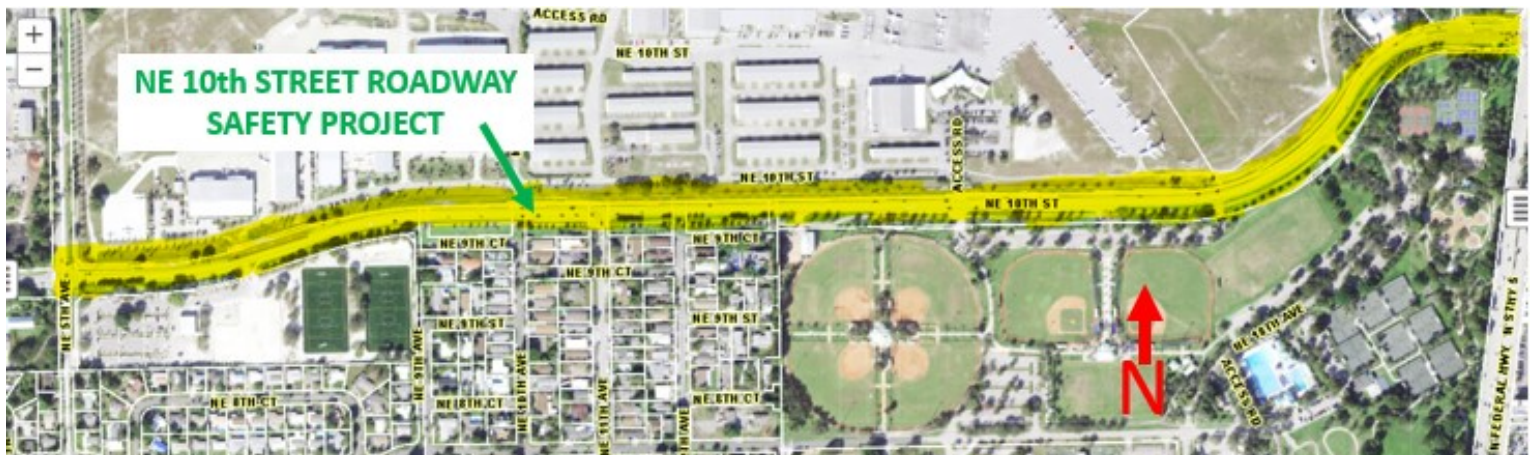 ACCESS RD
NE 10TH ST
NE 10th STREET ROADWAY
SAFETY PROJECT
ACCESS RD
NE 10TH ST
NE 10TH ST
NE 9TH CT
NE 9TH CT
NE 9TH CT
NE 5TH AVE
NE 9TH ST
NE 9TH ST
NE 9TH AVE
NE 10TH AVE
NE 11TH AVE
TH AVE
NE 8TH CT
NE 8TH CT
NE 8TH CT
NE 18TH AVE
ACCESS RD
N
N FEDERAL HWY